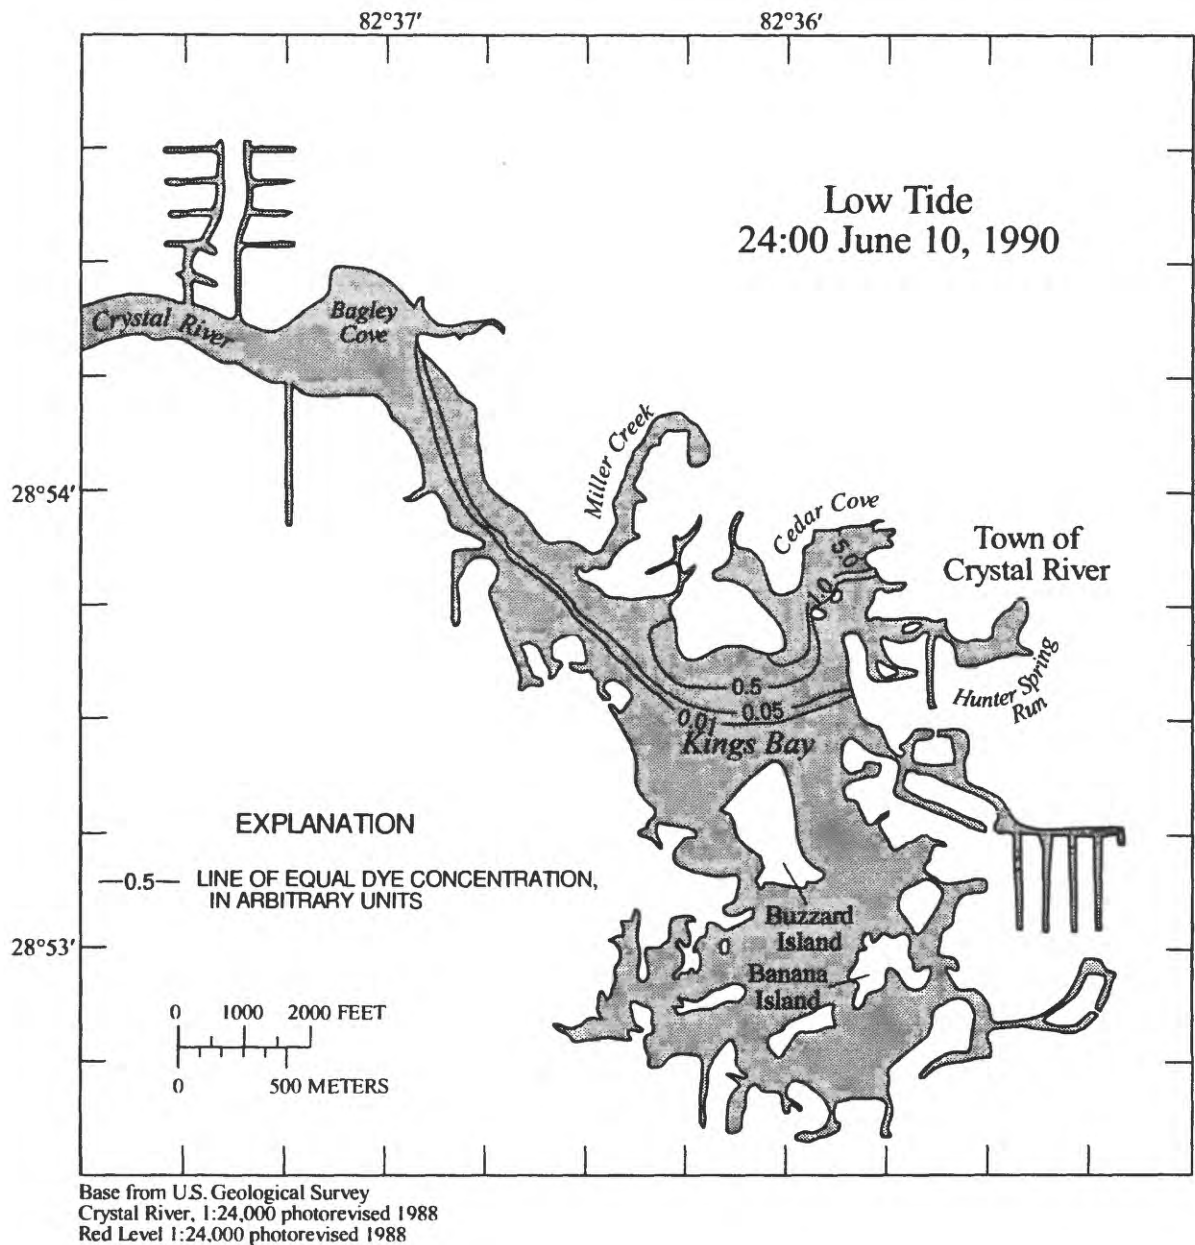 82°37′ 82°36′
Low Tide
24:00 June 10, 1990
Bagley
Cove
Crystal River
Miller Creek
28°54′
Cedar Cove
5.0
1.0
Town of
Crystal River
Hunter Spring
Run
0.5
0.05
0.01
Kings Bay
EXPLANATION
—0.5— LINE OF EQUAL DYE CONCENTRATION,
IN ARBITRARY UNITS
Buzzard
Island
28°53′
Banana
Island
0 1000 2000 FEET
0 500 METERS
Base from U.S. Geological Survey
Crystal River, 1:24,000 photorevised 1988
Red Level 1:24,000 photorevised 1988